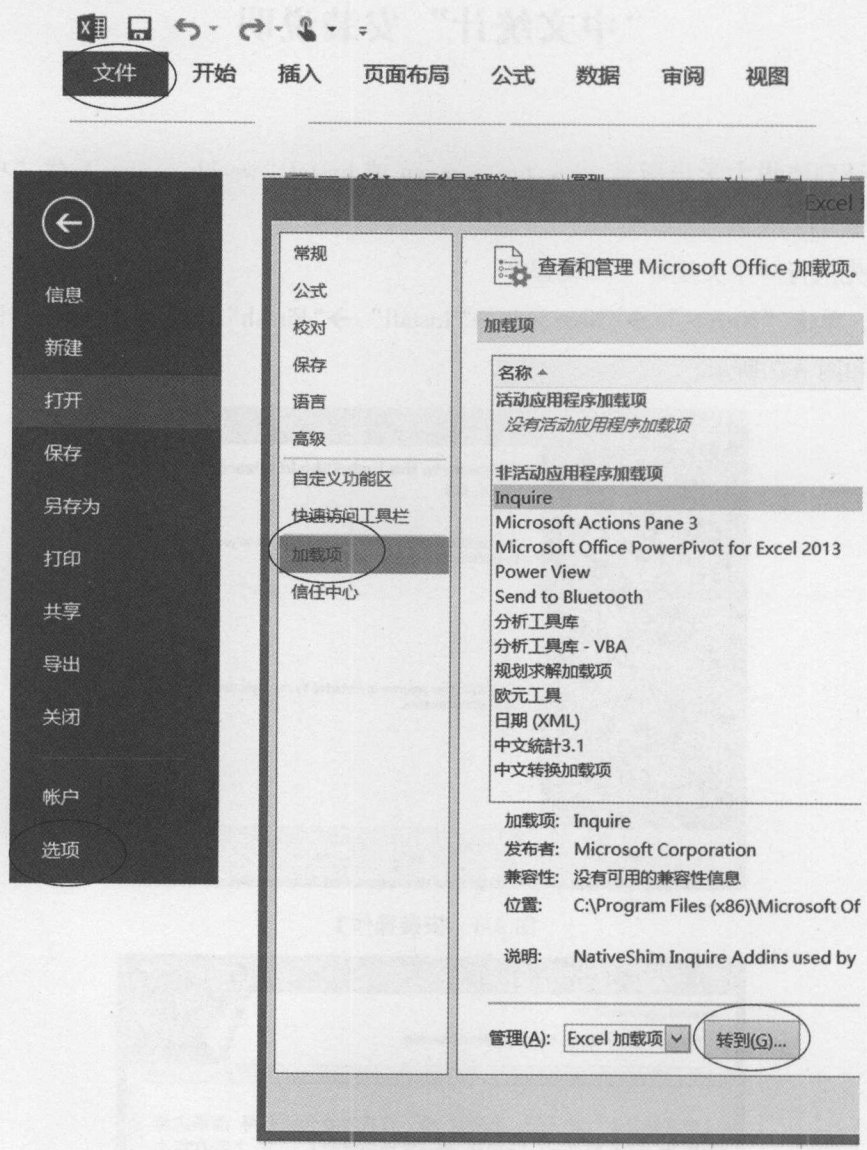 文件 开始 插入 页面布局 公式 数据 审阅 视图
信息
新建
打开
保存
另存为
打印
共享
导出
关闭
帐户
选项
Excel
常规
公式
校对
保存
语言
高级
自定义功能区
快速访问工具栏
加载项
信任中心
查看和管理 Microsoft Office 加载项。
加载项
名称
活动应用程序加载项
没有活动应用程序加载项
非活动应用程序加载项
Inquire
Microsoft Actions Pane 3
Microsoft Office PowerPivot for Excel 2013
Power View
Send to Bluetooth
分析工具库
分析工具库 - VBA
规划求解加载项
欧元工具
日期 (XML)
中文統計3.1
中文转换加载项
加载项: Inquire
发布者: Microsoft Corporation
兼容性: 没有可用的兼容性信息
位置: C:\Program Files (x86)\Microsoft Of
说明: NativeShim Inquire Addins used by
管理(A): Excel 加载项 转到(G)...